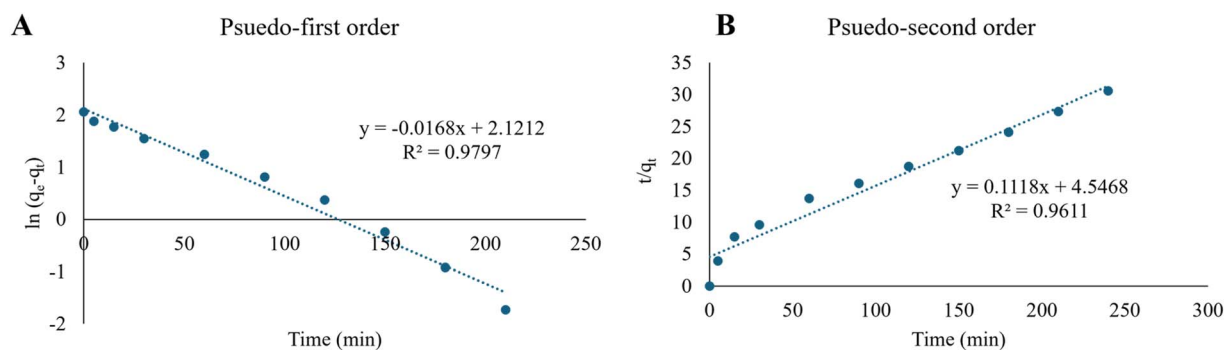 A
Psuedo-first order
3
2
1
0
-1
-2
0
50
100
150
200
250
ln (qe-qt)
Time (min)
y = -0.0168x + 2.1212
R² = 0.9797
B
Psuedo-second order
35
30
25
20
15
10
5
0
0
50
100
150
200
250
300
t/qt
Time (min)
y = 0.1118x + 4.5468
R² = 0.9611